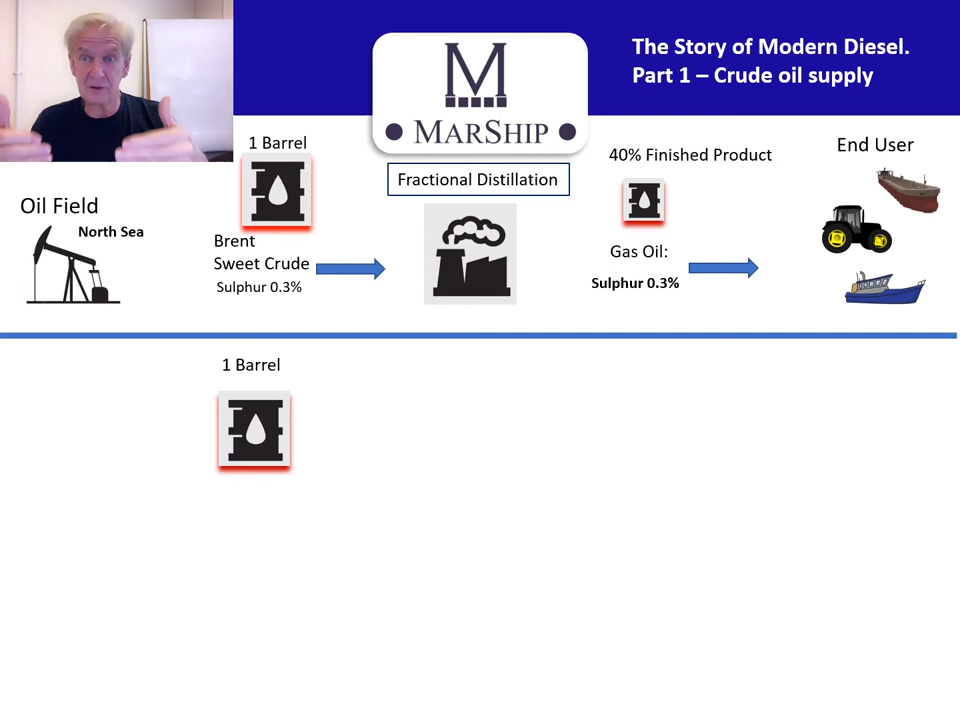 The Story of Modern Diesel.
Part 1 – Crude oil supply
M
• MARSHIP •
1 Barrel
Fractional Distillation
40% Finished Product
End User
Oil Field
North Sea
Brent
Sweet Crude
Sulphur 0.3%
Gas Oil:
Sulphur 0.3%
1 Barrel